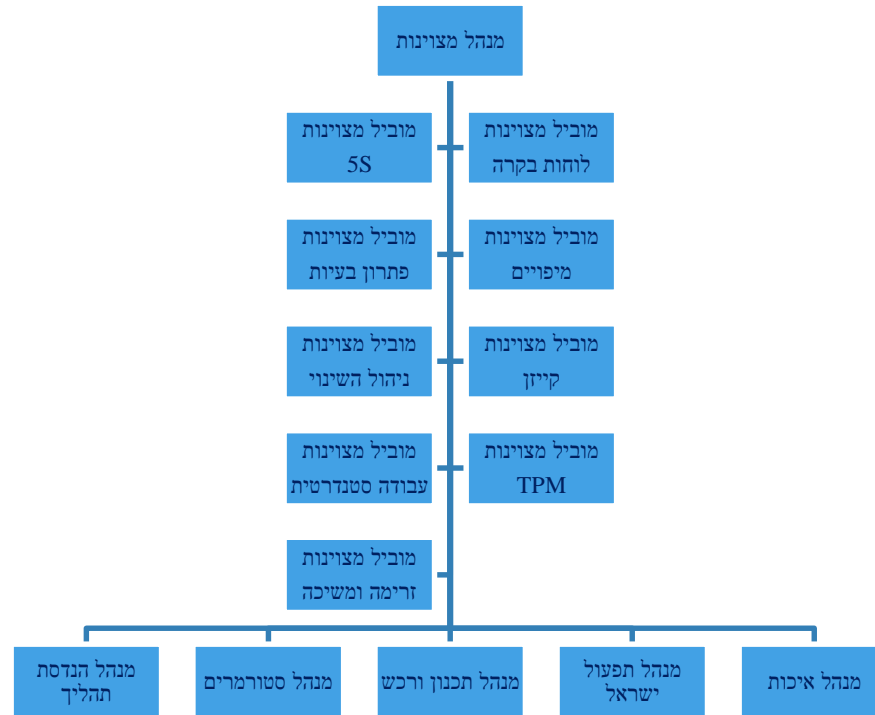 מנהל מצוינות
מוביל מצוינות
לוחות בקרה
מוביל מצוינות
5S
מוביל מצוינות
מיפויים
מוביל מצוינות
פתרון בעיות
מוביל מצוינות
קייזן
מוביל מצוינות
ניהול השינוי
מוביל מצוינות
TPM
מוביל מצוינות
עבודה סטנדרטית
מוביל מצוינות
זרימה ומשיכה
מנהל איכות
מנהל תפעול
ישראל
מנהל תכנון ורכש
מנהל סטורמרים
מנהל הנדסת
תהליך